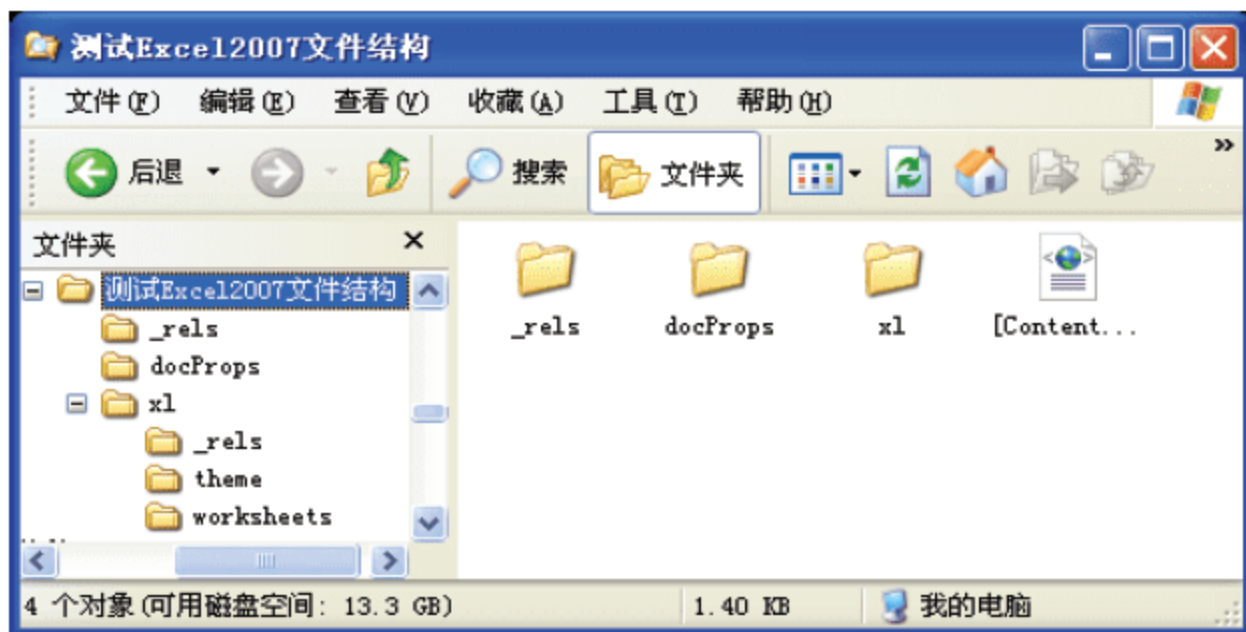 测试Excel2007文件结构
文件(F) 编辑(E) 查看(V) 收藏(A) 工具(T) 帮助(H)
后退 搜索 文件夹 »
文件夹 ×
测试Excel2007文件结构
_rels
docProps
xl
_rels
theme
worksheets
_rels docProps xl [Content...
4 个对象(可用磁盘空间: 13.3 GB) 1.40 KB 我的电脑